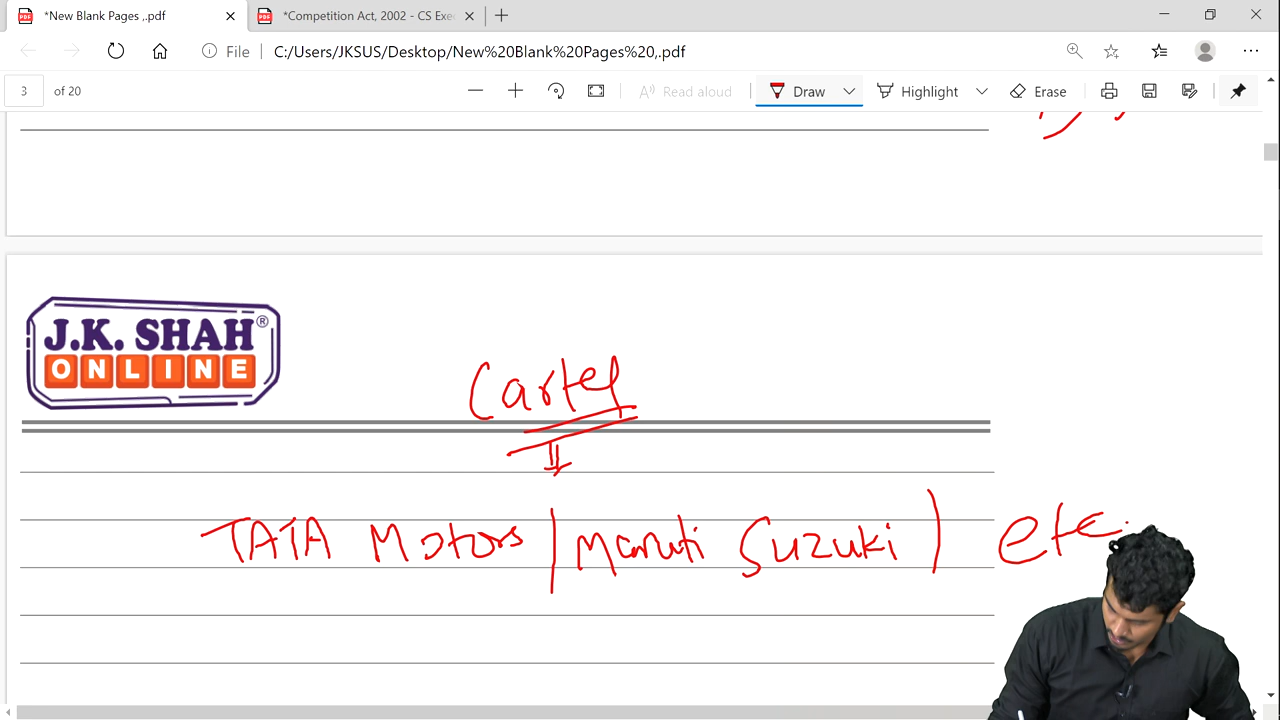 *New Blank Pages ,.pdf
*Competition Act, 2002 - CS Exe
File
C:/Users/JKSUS/Desktop/New%20Blank%20Pages%20,.pdf
3 of 20
Read aloud
Draw
Highlight
Erase
J.K. SHAH®
ONLINE
Cartel
TATA Motors | Maruti Suzuki | etc.